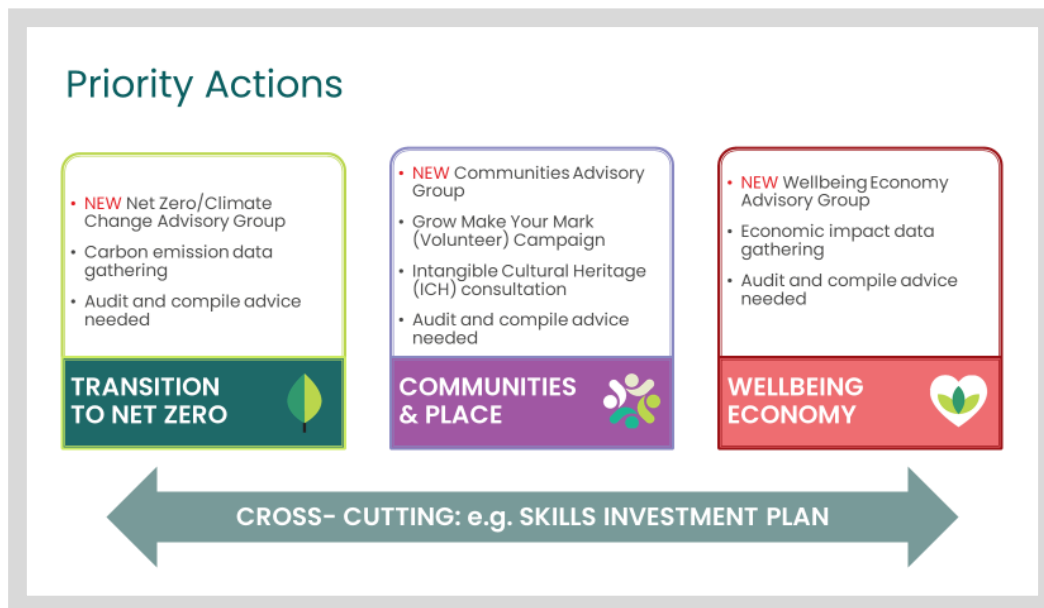 Priority Actions
• NEW Net Zero/Climate
Change Advisory Group
• Carbon emission data
gathering
• Audit and compile advice
needed
TRANSITION
TO NET ZERO
• NEW Communities Advisory
Group
• Grow Make Your Mark
(Volunteer) Campaign
• Intangible Cultural Heritage
(ICH) consultation
• Audit and compile advice
needed
COMMUNITIES
& PLACE
• NEW Wellbeing Economy
Advisory Group
• Economic impact data
gathering
• Audit and compile advice
needed
WELLBEING
ECONOMY
CROSS- CUTTING: e.g. SKILLS INVESTMENT PLAN